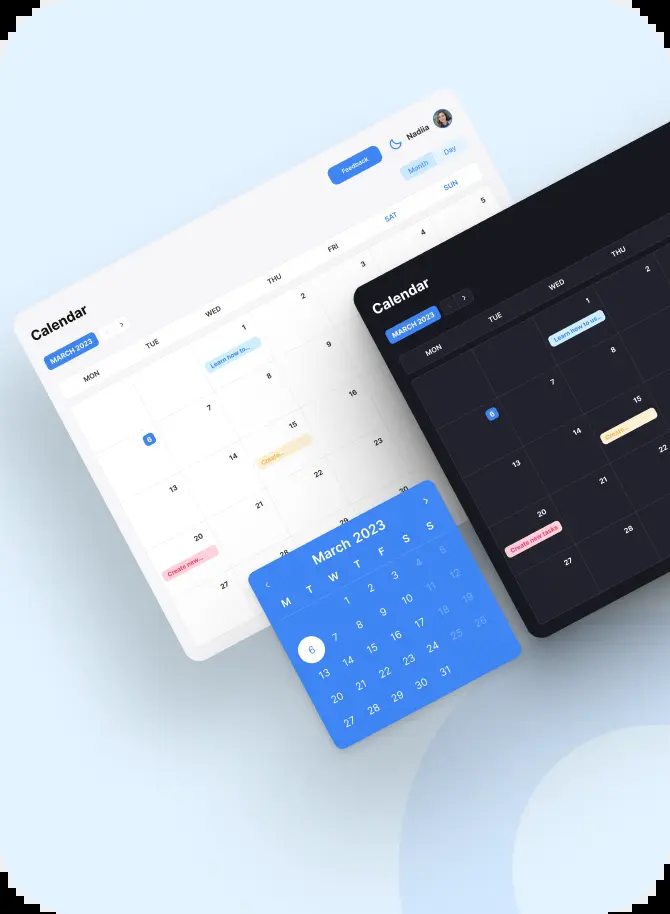 Nadiia
Feedback
Month Day
Calendar
MARCH 2023
MON TUE WED THU FRI SAT SUN
1 2 3 4 5
Learn how to...
6 7 8 9
13 14 15 16
Create...
20 21 22 23
Create new...
27 28 29 30
Calendar
MARCH 2023
MON TUE WED THU
1 2
Learn how to us...
6 7 8
13 14 15
Create...
20 21 22
Create new tasks
27 28
March 2023
M T W T F S S
1 2 3 4 5
6 7 8 9 10 11 12
13 14 15 16 17 18 19
20 21 22 23 24 25 26
27 28 29 30 31